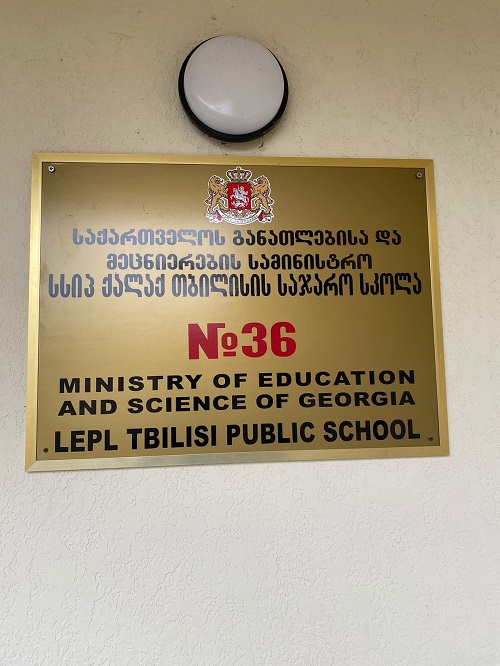 საქართველოს განათლებისა და
მეცნიერების სამინისტრო
სსიპ ქალაქ თბილისის საჯარო სკოლა
№36
MINISTRY OF EDUCATION
AND SCIENCE OF GEORGIA
LEPL TBILISI PUBLIC SCHOOL